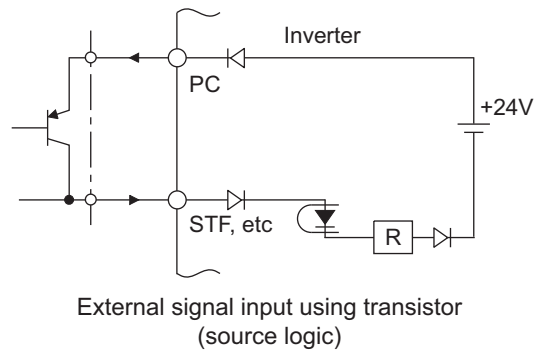 Inverter
PC
+24V
STF, etc
R
External signal input using transistor
(source logic)